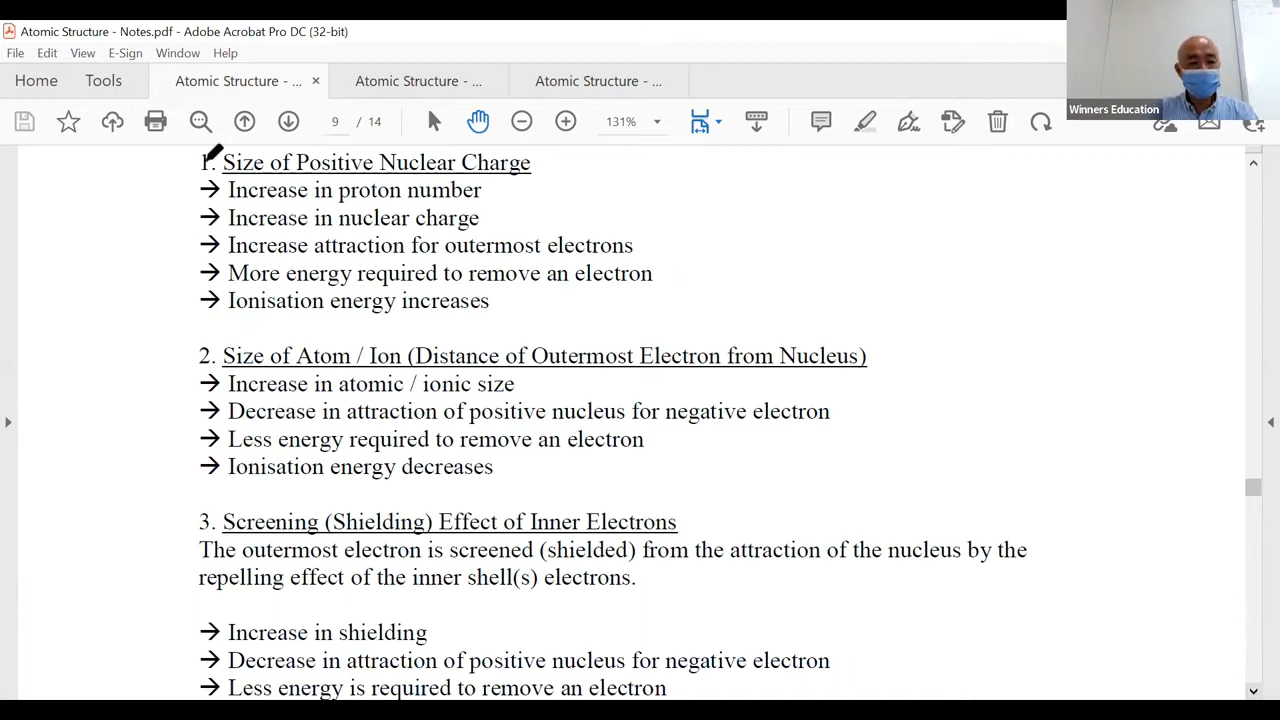 Atomic Structure - Notes.pdf - Adobe Acrobat Pro DC (32-bit)
File Edit View E-Sign Window Help
Home Tools Atomic Structure - ... × Atomic Structure - ... Atomic Structure - ...
9 / 14 131%
Winners Education
1. Size of Positive Nuclear Charge
→ Increase in proton number
→ Increase in nuclear charge
→ Increase attraction for outermost electrons
→ More energy required to remove an electron
→ Ionisation energy increases
2. Size of Atom / Ion (Distance of Outermost Electron from Nucleus)
→ Increase in atomic / ionic size
→ Decrease in attraction of positive nucleus for negative electron
→ Less energy required to remove an electron
→ Ionisation energy decreases
3. Screening (Shielding) Effect of Inner Electrons
The outermost electron is screened (shielded) from the attraction of the nucleus by the
repelling effect of the inner shell(s) electrons.
→ Increase in shielding
→ Decrease in attraction of positive nucleus for negative electron
→ Less energy is required to remove an electron